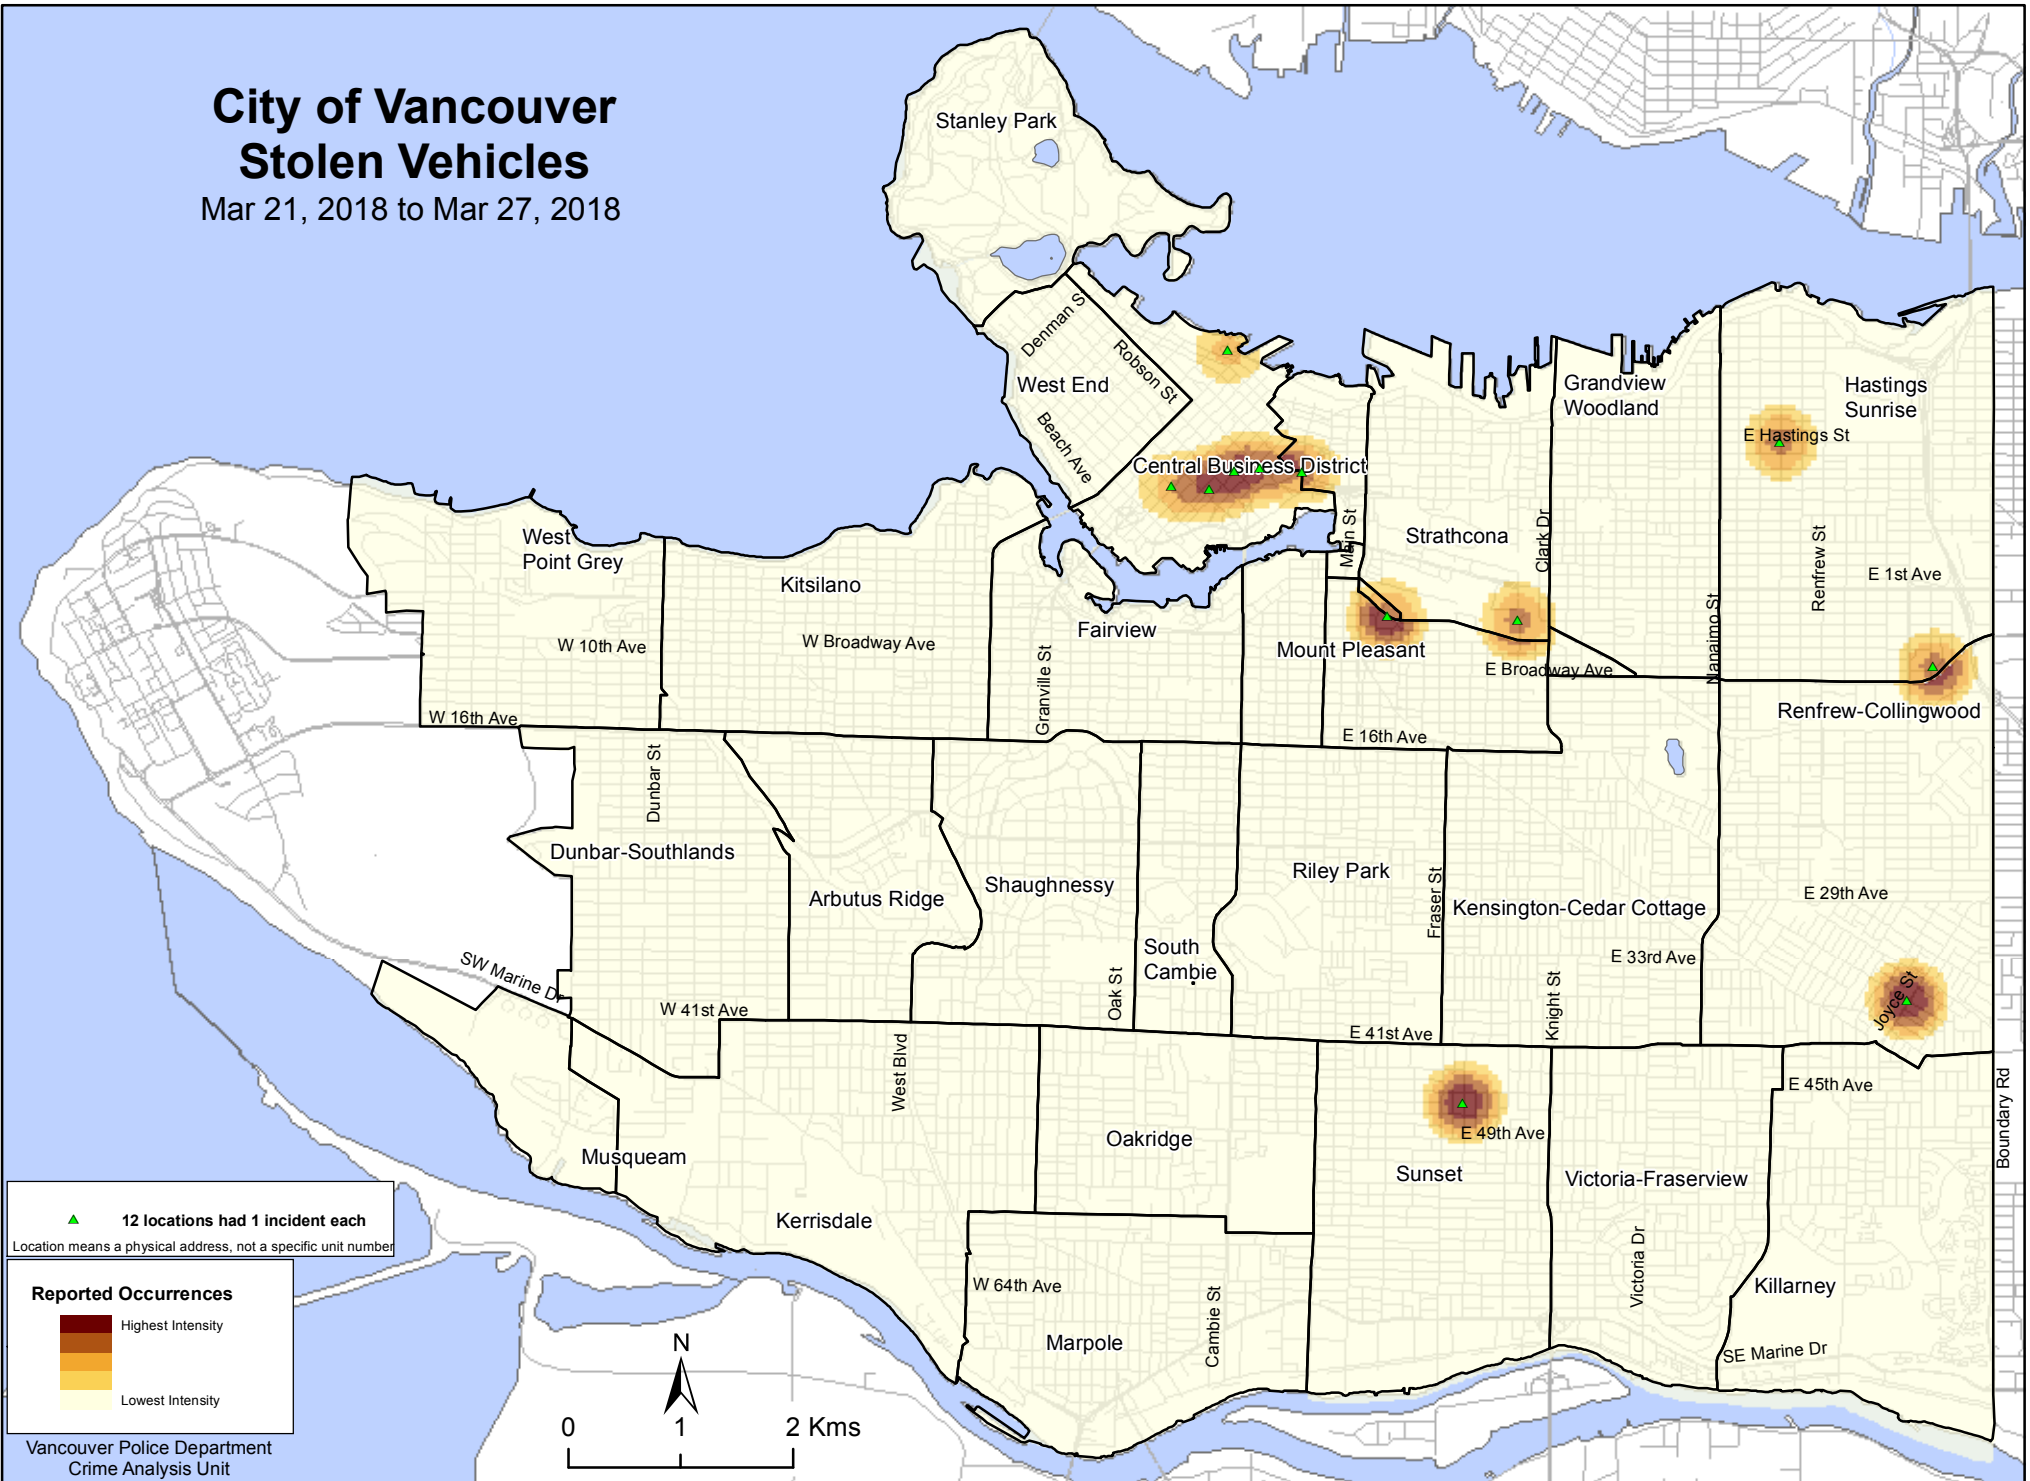 City of Vancouver
Stolen Vehicles
Mar 21, 2018 to Mar 27, 2018
Stanley Park
Denman S
Robson St
West End
Beach Ave
Central Business District
Grandview
Woodland
Hastings
Sunrise
E Hastings St
Main St
Strathcona
Clark Dr
Renfrew St
E 1st Ave
Nanaimo St
West
Point Grey
Kitsilano
Fairview
W 10th Ave
W Broadway Ave
Granville St
Mount Pleasant
E Broadway Ave
W 16th Ave
E 16th Ave
Renfrew-Collingwood
Dunbar St
Dunbar-Southlands
Arbutus Ridge
Shaughnessy
Riley Park
Fraser St
Kensington-Cedar Cottage
E 29th Ave
South
Cambie
E 33rd Ave
SW Marine Dr
W 41st Ave
Oak St
E 41st Ave
Knight St
Joyce St
West Blvd
E 45th Ave
Boundary Rd
Musqueam
Oakridge
E 49th Ave
Sunset
Victoria-Fraserview
Kerrisdale
Victoria Dr
W 64th Ave
Cambie St
Killarney
Marpole
SE Marine Dr
12 locations had 1 incident each
Location means a physical address, not a specific unit number
Reported Occurrences
Highest Intensity
Lowest Intensity
Vancouver Police Department
Crime Analysis Unit
N
0 1 2 Kms